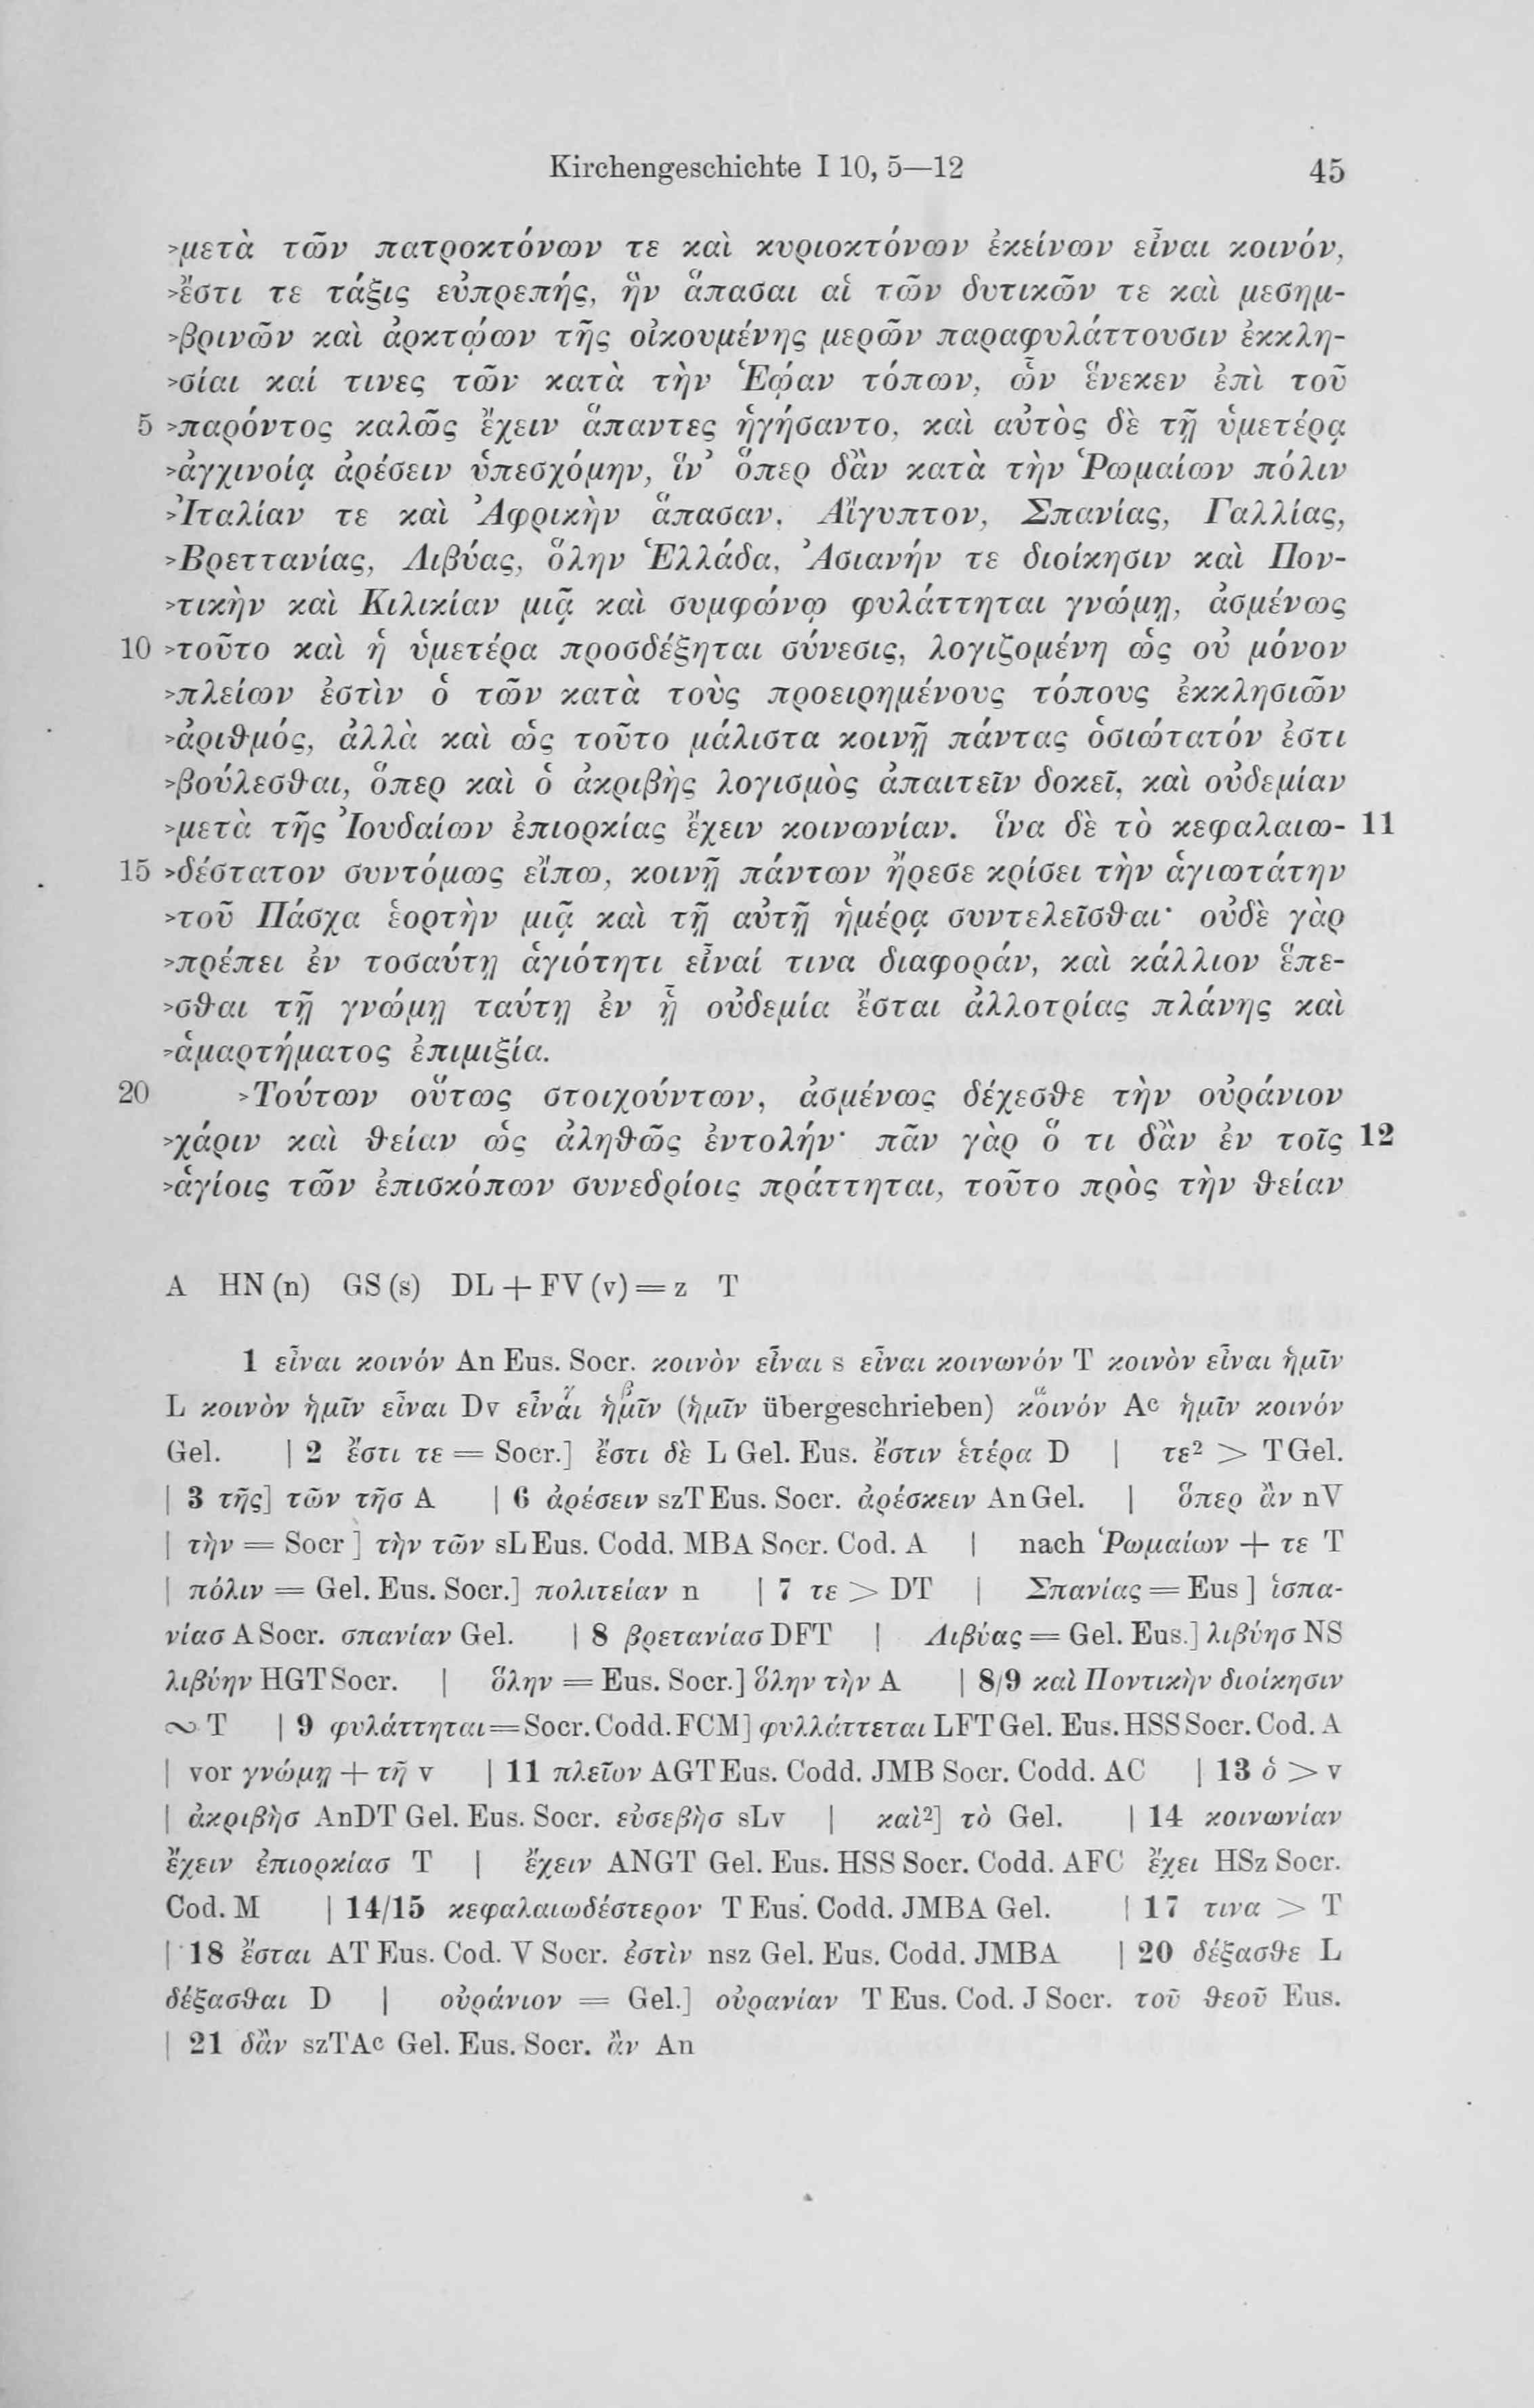 Kirchengeschichte I 10, 5—12 45
>μετὰ τῶν πατροκτόνων τε καὶ κυριοκτόνων ἐκείνων εἶναι κοινόν,
>ἔστι τε τάξις εὐπρεπής, ἣν ἅπασαι αἱ τῶν δυτικῶν τε καὶ μεσημ-
>βρινῶν καὶ ἀρκτῴων τῆς οἰκουμένης μερῶν παραφυλάττουσιν ἐκκλη-
>σίαι καί τινες τῶν κατὰ τὴν Ἑῴαν τόπων, ὧν ἕνεκεν ἐπὶ τοῦ
5 >παρόντος καλῶς ἔχειν ἅπαντες ἡγήσαντο, καὶ αὐτὸς δὲ τῇ ὑμετέρᾳ
>ἀγχινοίᾳ ἀρέσειν ὑπεσχόμην, ἵν' ὅπερ δἂν κατὰ τὴν Ῥωμαίων πόλιν
>Ἰταλίαν τε καὶ Ἀφρικὴν ἅπασαν, Αἴγυπτον, Σπανίας, Γαλλίας,
>Βρεττανίας, Λιβύας, ὅλην Ἑλλάδα, Ἀσιανήν τε διοίκησιν καὶ Πον-
>τικὴν καὶ Κιλικίαν μιᾷ καὶ συμφώνῳ φυλάττηται γνώμῃ, ἀσμένως
10 >τοῦτο καὶ ἡ ὑμετέρα προσδέξηται σύνεσις, λογιζομένη ὡς οὐ μόνον
>πλείων ἐστὶν ὁ τῶν κατὰ τοὺς προειρημένους τόπους ἐκκλησιῶν
>ἀριθμός, ἀλλὰ καὶ ὡς τοῦτο μάλιστα κοινῇ πάντας ὁσιώτατόν ἐστι
>βούλεσθαι, ὅπερ καὶ ὁ ἀκριβὴς λογισμὸς ἀπαιτεῖν δοκεῖ, καὶ οὐδεμίαν
>μετὰ τῆς Ἰουδαίων ἐπιορκίας ἔχειν κοινωνίαν. ἵνα δὲ τὸ κεφαλαιω- 11
15 >δέστατον συντόμως εἴπω, κοινῇ πάντων ἤρεσε κρίσει τὴν ἁγιωτάτην
>τοῦ Πάσχα ἑορτὴν μιᾷ καὶ τῇ αὐτῇ ἡμέρᾳ συντελεῖσθαι· οὐδὲ γὰρ
>πρέπει ἐν τοσαύτῃ ἁγιότητι εἶναί τινα διαφοράν, καὶ κάλλιον ἕπε-
>σθαι τῇ γνώμῃ ταύτῃ ἐν ᾗ οὐδεμία ἔσται ἀλλοτρίας πλάνης καὶ
>ἁμαρτήματος ἐπιμιξία.
20 >Τούτων οὕτως στοιχούντων, ἀσμένως δέχεσθε τὴν οὐράνιον
>χάριν καὶ θείαν ὡς ἀληθῶς ἐντολήν· πᾶν γὰρ ὅ τι δἂν ἐν τοῖς 12
>ἁγίοις τῶν ἐπισκόπων συνεδρίοις πράττηται, τοῦτο πρὸς τὴν θείαν
A HN (n) GS (s) DL + FV (v) = z T
1 εἶναι κοινόν An Eus. Socr. κοινὸν εἶναι s εἶναι κοινωνόν T κοινὸν εἶναι ἡμῖν
L κοινὸν ἡμῖν εἶναι Dv εἶναι ἡμῖν (ἡμῖν übergeschrieben) κοινόν Ac ἡμῖν κοινόν
Gel. | 2 ἔστι τε = Socr.] ἔστι δὲ L Gel. Eus. ἔστιν ἑτέρα D | τε² > T Gel.
| 3 τῆς] τῶν τῆσ A | 6 ἀρέσειν szT Eus. Socr. ἀρέσκειν An Gel. | ὅπερ ἂν nV
| τὴν = Socr] τὴν τῶν sL Eus. Codd. MBA Socr. Cod. A | nach Ῥωμαίων + τε T
| πόλιν = Gel. Eus. Socr.] πολιτείαν n | 7 τε > DT | Σπανίας = Eus] ἱσπα-
νίασ A Socr. σπανίαν Gel. | 8 βρετανίασ DFT | Λιβύας = Gel. Eus.] λιβύησ NS
λιβύην HGT Socr. | ὅλην = Eus. Socr.] ὅλην τὴν A | 8/9 καὶ Ποντικὴν διοίκησιν
∾ T | 9 φυλάττηται = Socr. Codd. FCM] φυλλάττεται LFT Gel. Eus. HSS Socr. Cod. A
| vor γνώμῃ + τῇ v | 11 πλεῖον AGT Eus. Codd. JMB Socr. Codd. AC | 13 ὁ > v
| ἀκριβὴσ AnDT Gel. Eus. Socr. εὐσεβὴσ sLv | καὶ²] τὸ Gel. | 14 κοινωνίαν
ἔχειν ἐπιορκίασ T | ἔχειν ANGT Gel. Eus. HSS Socr. Codd. AFC ἔχει HSz Socr.
Cod. M | 14/15 κεφαλαιωδέστερον T Eus. Codd. JMBA Gel. | 17 τινα > T
| 18 ἔσται AT Eus. Cod. V Socr. ἐστὶν nsz Gel. Eus. Codd. JMBA | 20 δέξασθε L
δέξασθαι D | οὐράνιον = Gel.] οὐρανίαν T Eus. Cod. J Socr. τοῦ θεοῦ Eus.
| 21 δἂν szTAc Gel. Eus. Socr. ἂν An